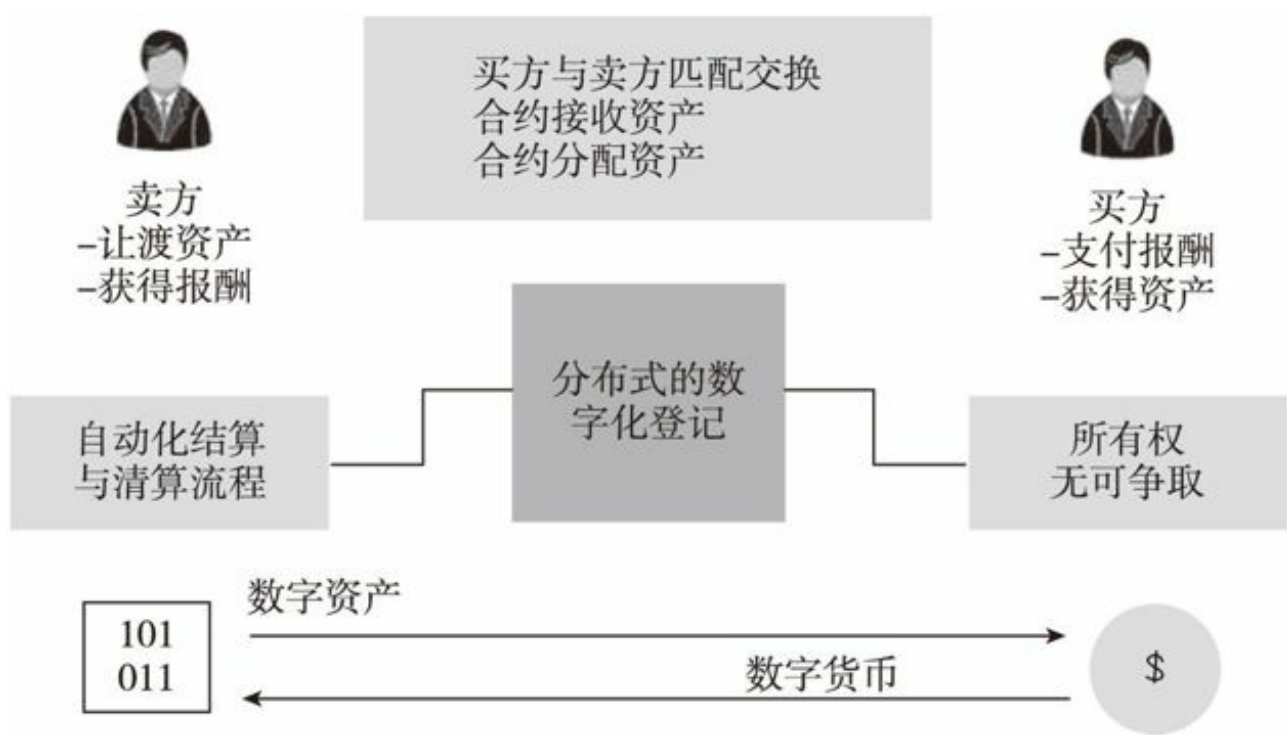 买方与卖方匹配交换
合约接收资产
合约分配资产
卖方
-让渡资产
-获得报酬
买方
-支付报酬
-获得资产
分布式的数
字化登记
自动化结算
与清算流程
所有权
无可争取
数字资产
101
011
数字货币
$